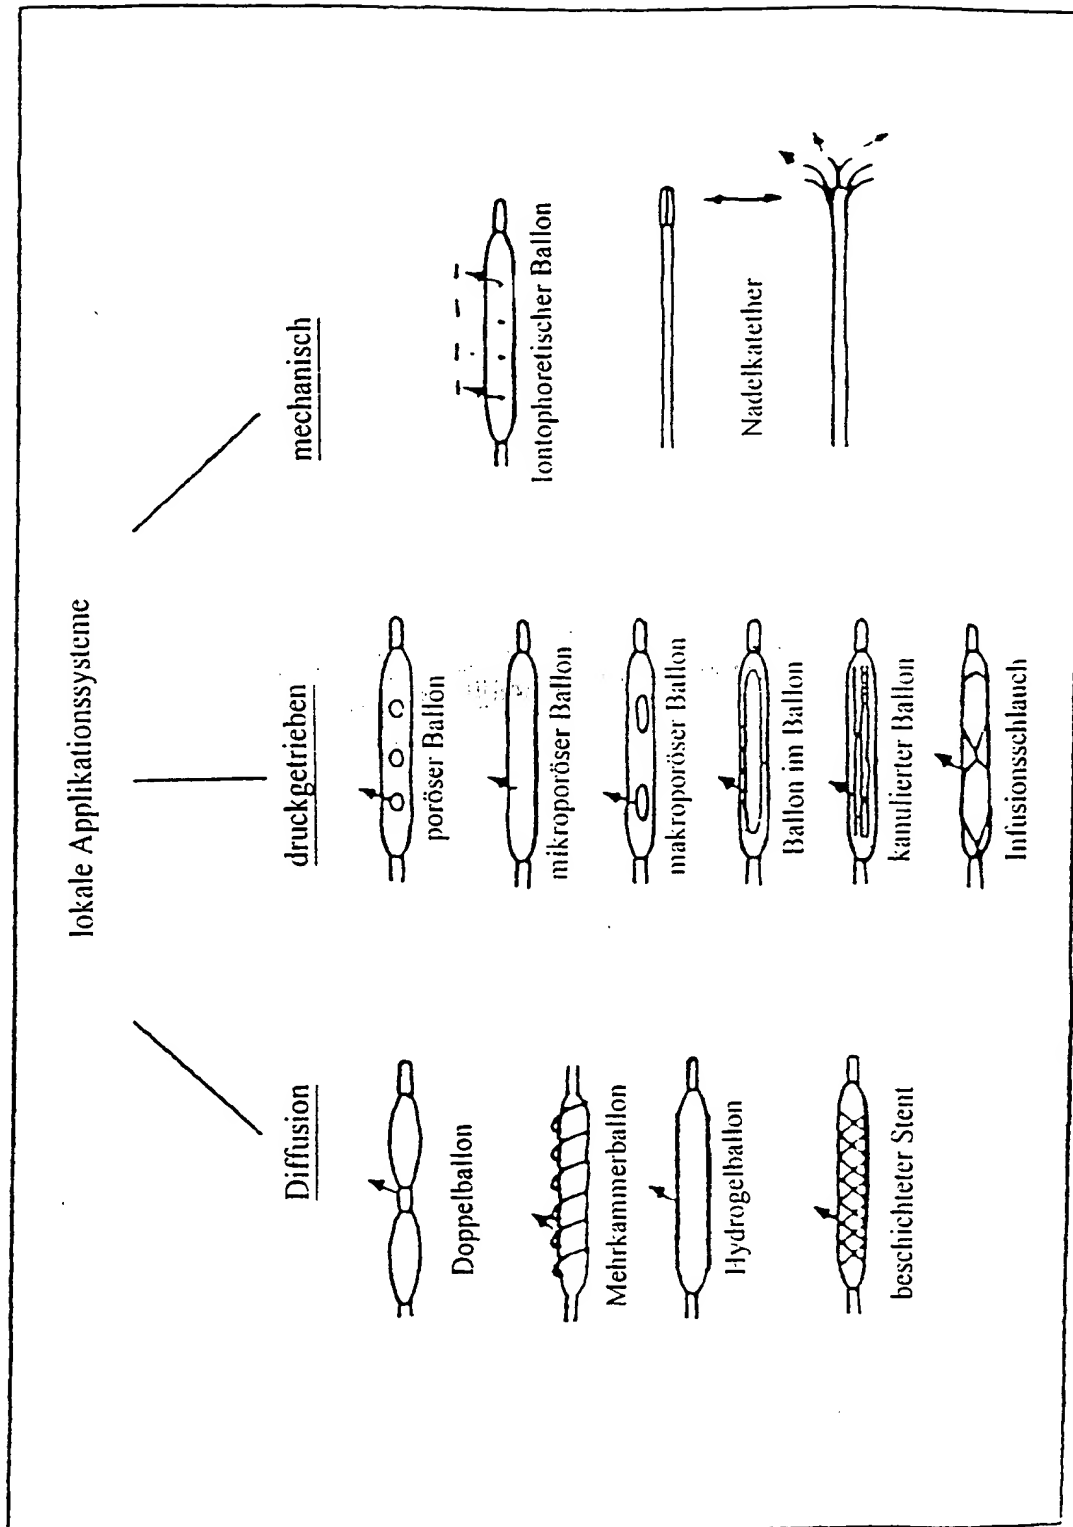 lokale Applikationssysteme
Diffusion
Doppelballon
Mehrkammerballon
Hydrogelballon
beschichteter Stent
druckgetrieben
poröser Ballon
mikroporöser Ballon
makroporöser Ballon
Ballon im Ballon
kanulierter Ballon
Infusionsschlauch
mechanisch
Iontophoretischer Ballon
Nadelkatether